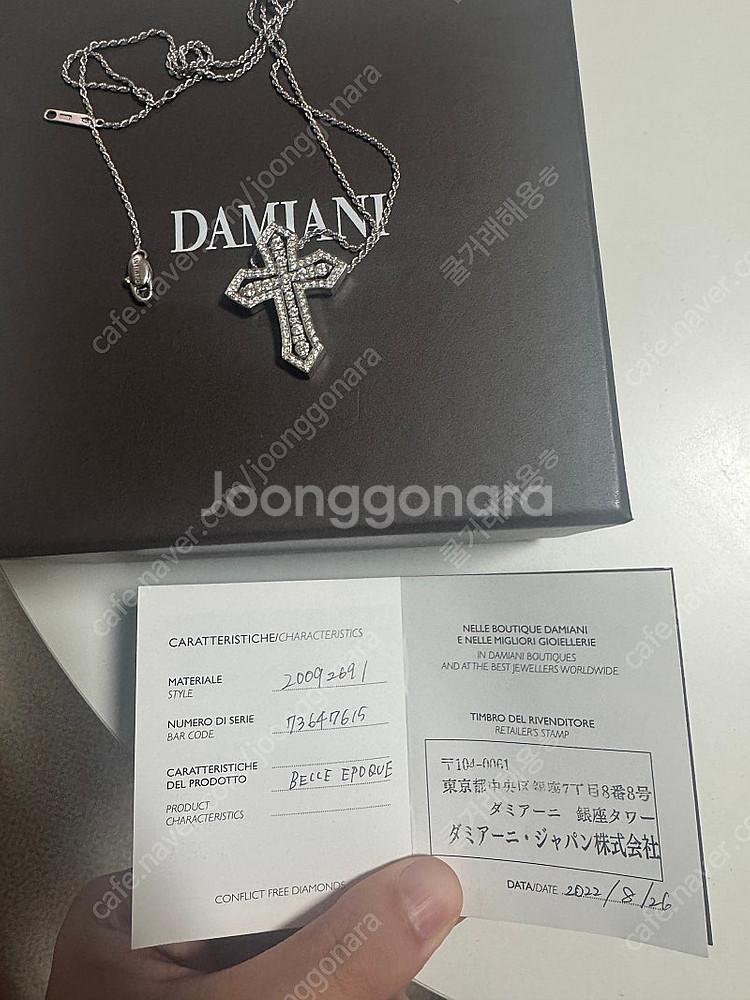 DAMIANI
Joonggonara
cafe.naver.com/joonggonara
쿨거래해용ㅎ
CARATTERISTICHE/CHARACTERISTICS
MATERIALE
STYLE
20092691
NUMERO DI SERIE
BAR CODE
73647615
CARATTERISTICHE
DEL PRODOTTO
BELLE EPOQUE
PRODUCT
CHARACTERISTICS
CONFLICT FREE DIAMONDS
NELLE BOUTIQUE DAMIANI
E NELLE MIGLIORI GIOIELLERIE
IN DAMIANI BOUTIQUES
AND AT THE BEST JEWELLERS WORLDWIDE
TIMBRO DEL RIVENDITORE
RETAILER'S STAMP
〒104-0061
東京都中央区銀座7丁目8番8号
ダミアーニ 銀座タワー
ダミアーニ・ジャパン株式会社
DATA/DATE 2022/8/26